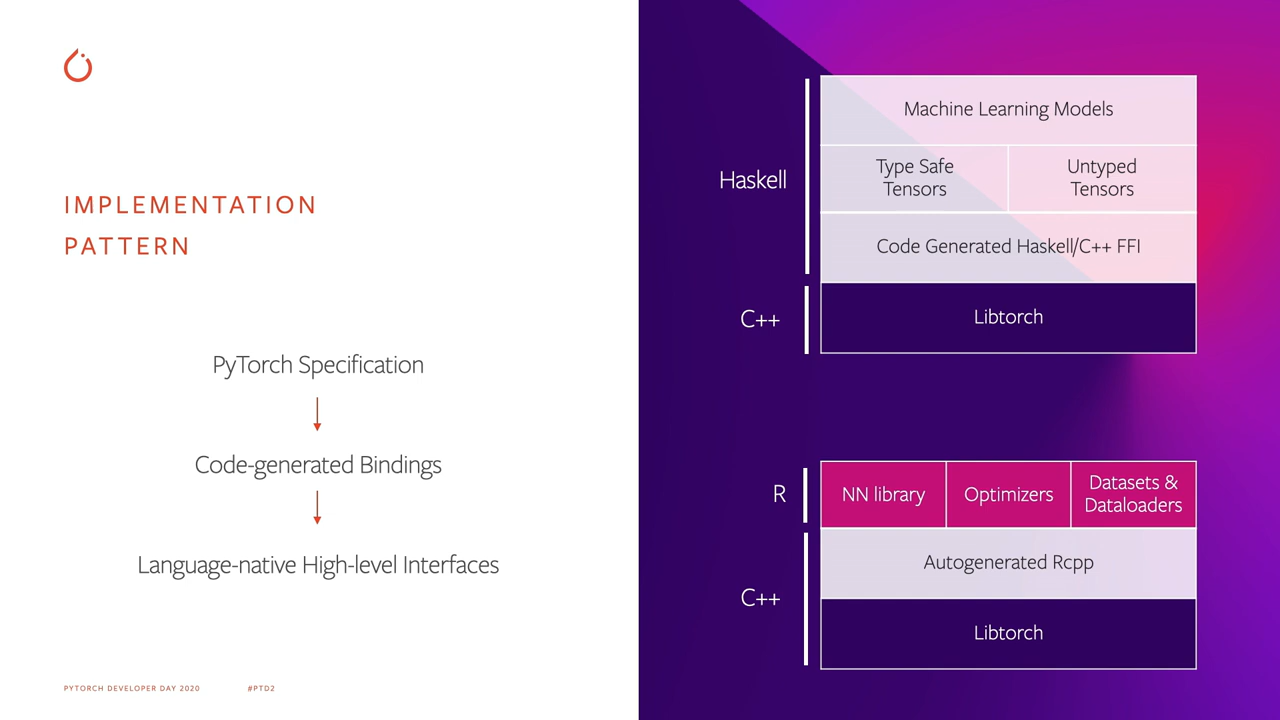 IMPLEMENTATION
PATTERN
PyTorch Specification
Code-generated Bindings
Language-native High-level Interfaces
PYTORCH DEVELOPER DAY 2020
#PTD2
Haskell
Machine Learning Models
Type Safe
Tensors
Untyped
Tensors
Code Generated Haskell/C++ FFI
C++
Libtorch
R
NN library
Optimizers
Datasets &
Dataloaders
C++
Autogenerated Rcpp
Libtorch